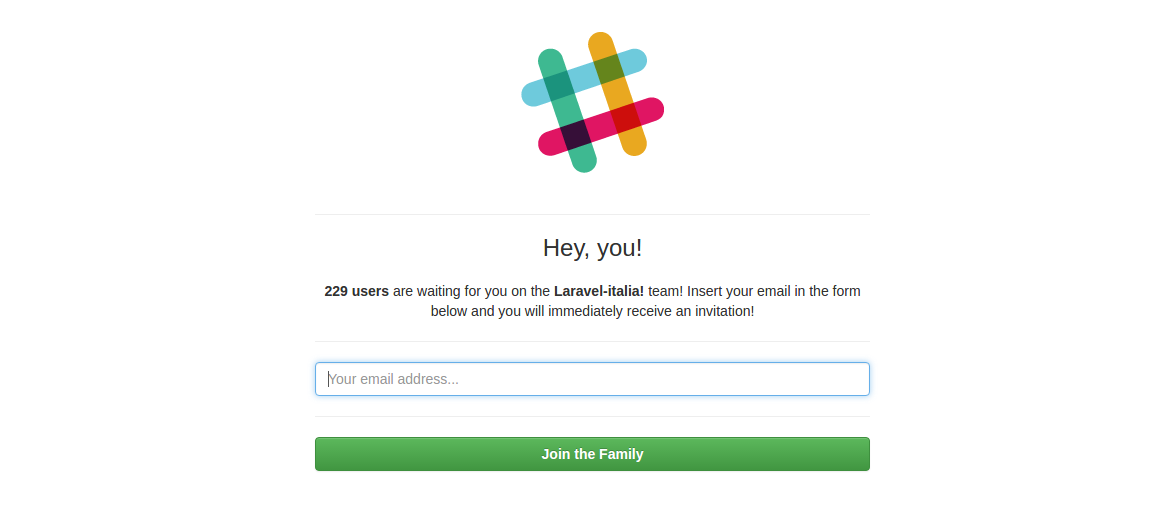 Hey, you!
229 users are waiting for you on the Laravel-italia! team! Insert your email in the form
below and you will immediately receive an invitation!
Your email address...
Join the Family